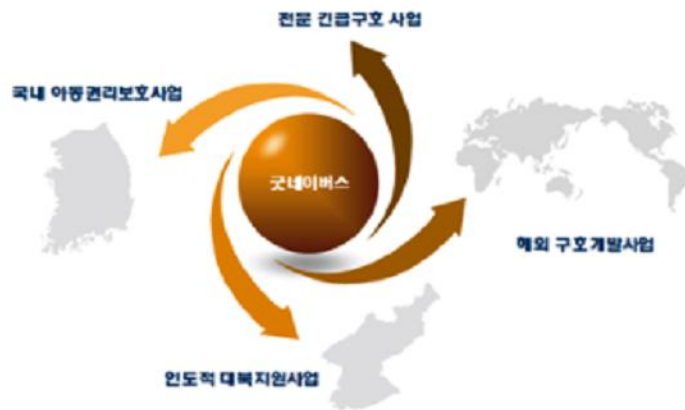 전문 긴급구호 사업
국내 아동권리보호사업
굿네이버스
해외 구호개발사업
인도적 대북지원사업